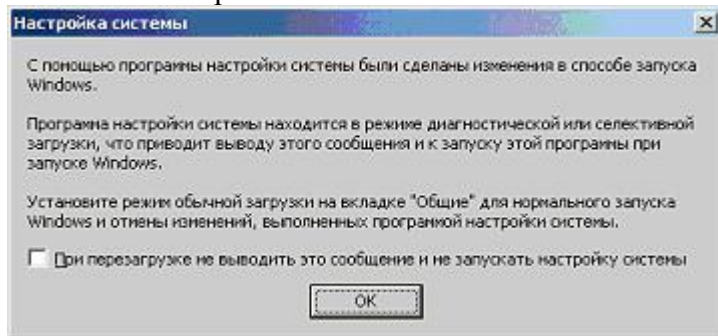 Настройка системы
С помощью программы настройки системы были сделаны изменения в способе запуска
Windows.
Программа настройки системы находится в режиме диагностической или селективной
загрузки, что приводит выводу этого сообщения и к запуску этой программы при
запуске Windows.
Установите режим обычной загрузки на вкладке "Общие" для нормального запуска
Windows и отмены изменений, выполненных программой настройки системы.
При перезагрузке не выводить это сообщение и не запускать настройку системы
OK